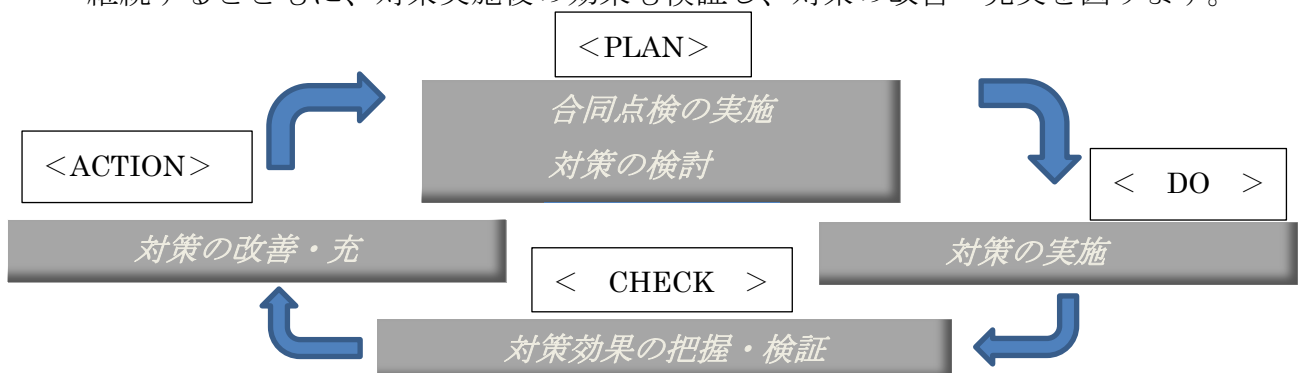 継続するとともに、対策実施後の効果も検証し、対策の改善・充実を図ります。
＜PLAN＞
合同点検の実施
対策の検討
＜ACTION＞
＜　DO　＞
対策の改善・充
対策の実施
＜　CHECK　＞
対策効果の把握・検証